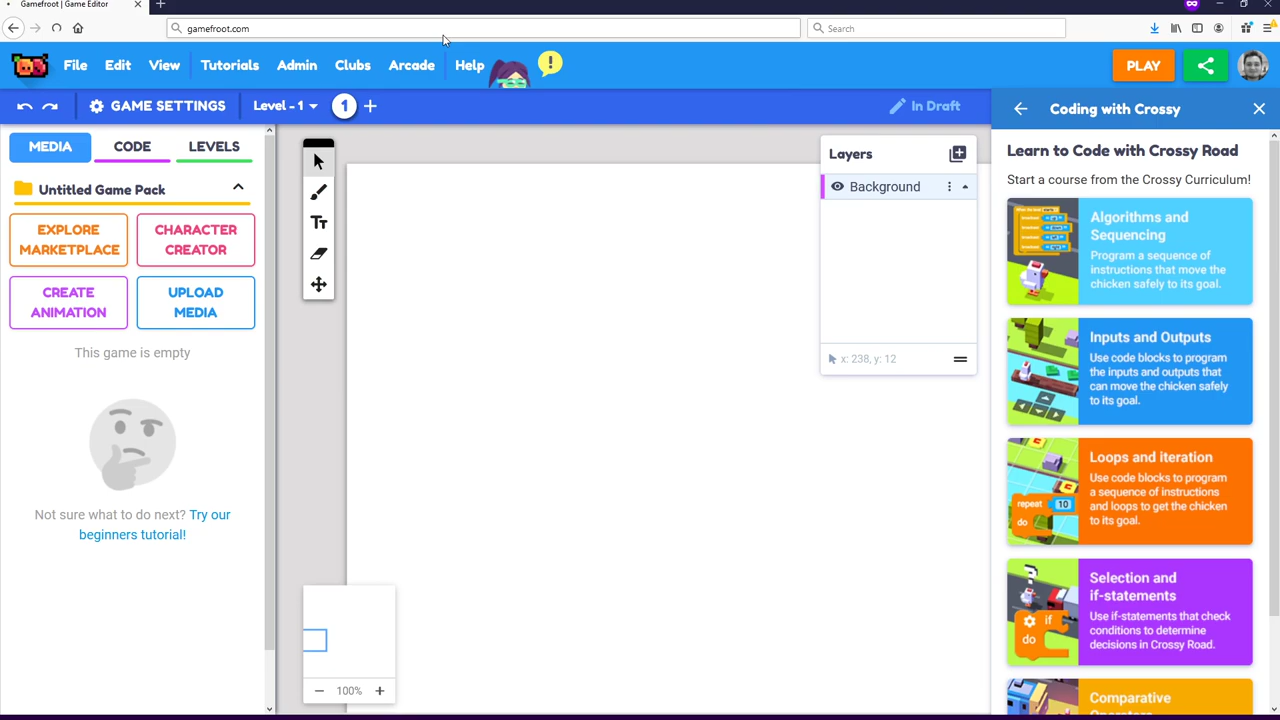 Gamefroot | Game Editor
gamefroot.com
Search
File Edit View Tutorials Admin Clubs Arcade Help
!
PLAY
GAME SETTINGS Level - 1 1
In Draft
Coding with Crossy
MEDIA CODE LEVELS
Untitled Game Pack
EXPLORE
MARKETPLACE
CHARACTER
CREATOR
CREATE
ANIMATION
UPLOAD
MEDIA
This game is empty
Not sure what to do next? Try our
beginners tutorial!
Tт
100%
Layers
Background
x: 238, y: 12
Learn to Code with Crossy Road
Start a course from the Crossy Curriculum!
Algorithms and
Sequencing
Program a sequence of
instructions that move the
chicken safely to its goal.
Inputs and Outputs
Use code blocks to program
the inputs and outputs that
can move the chicken safely
to its goal.
repeat 10
do
Loops and iteration
Use code blocks to program
a sequence of instructions
and loops to get the chicken
to its goal.
?
if
do
Selection and
if-statements
Use if-statements that check
conditions to determine
decisions in Crossy Road.
Comparative